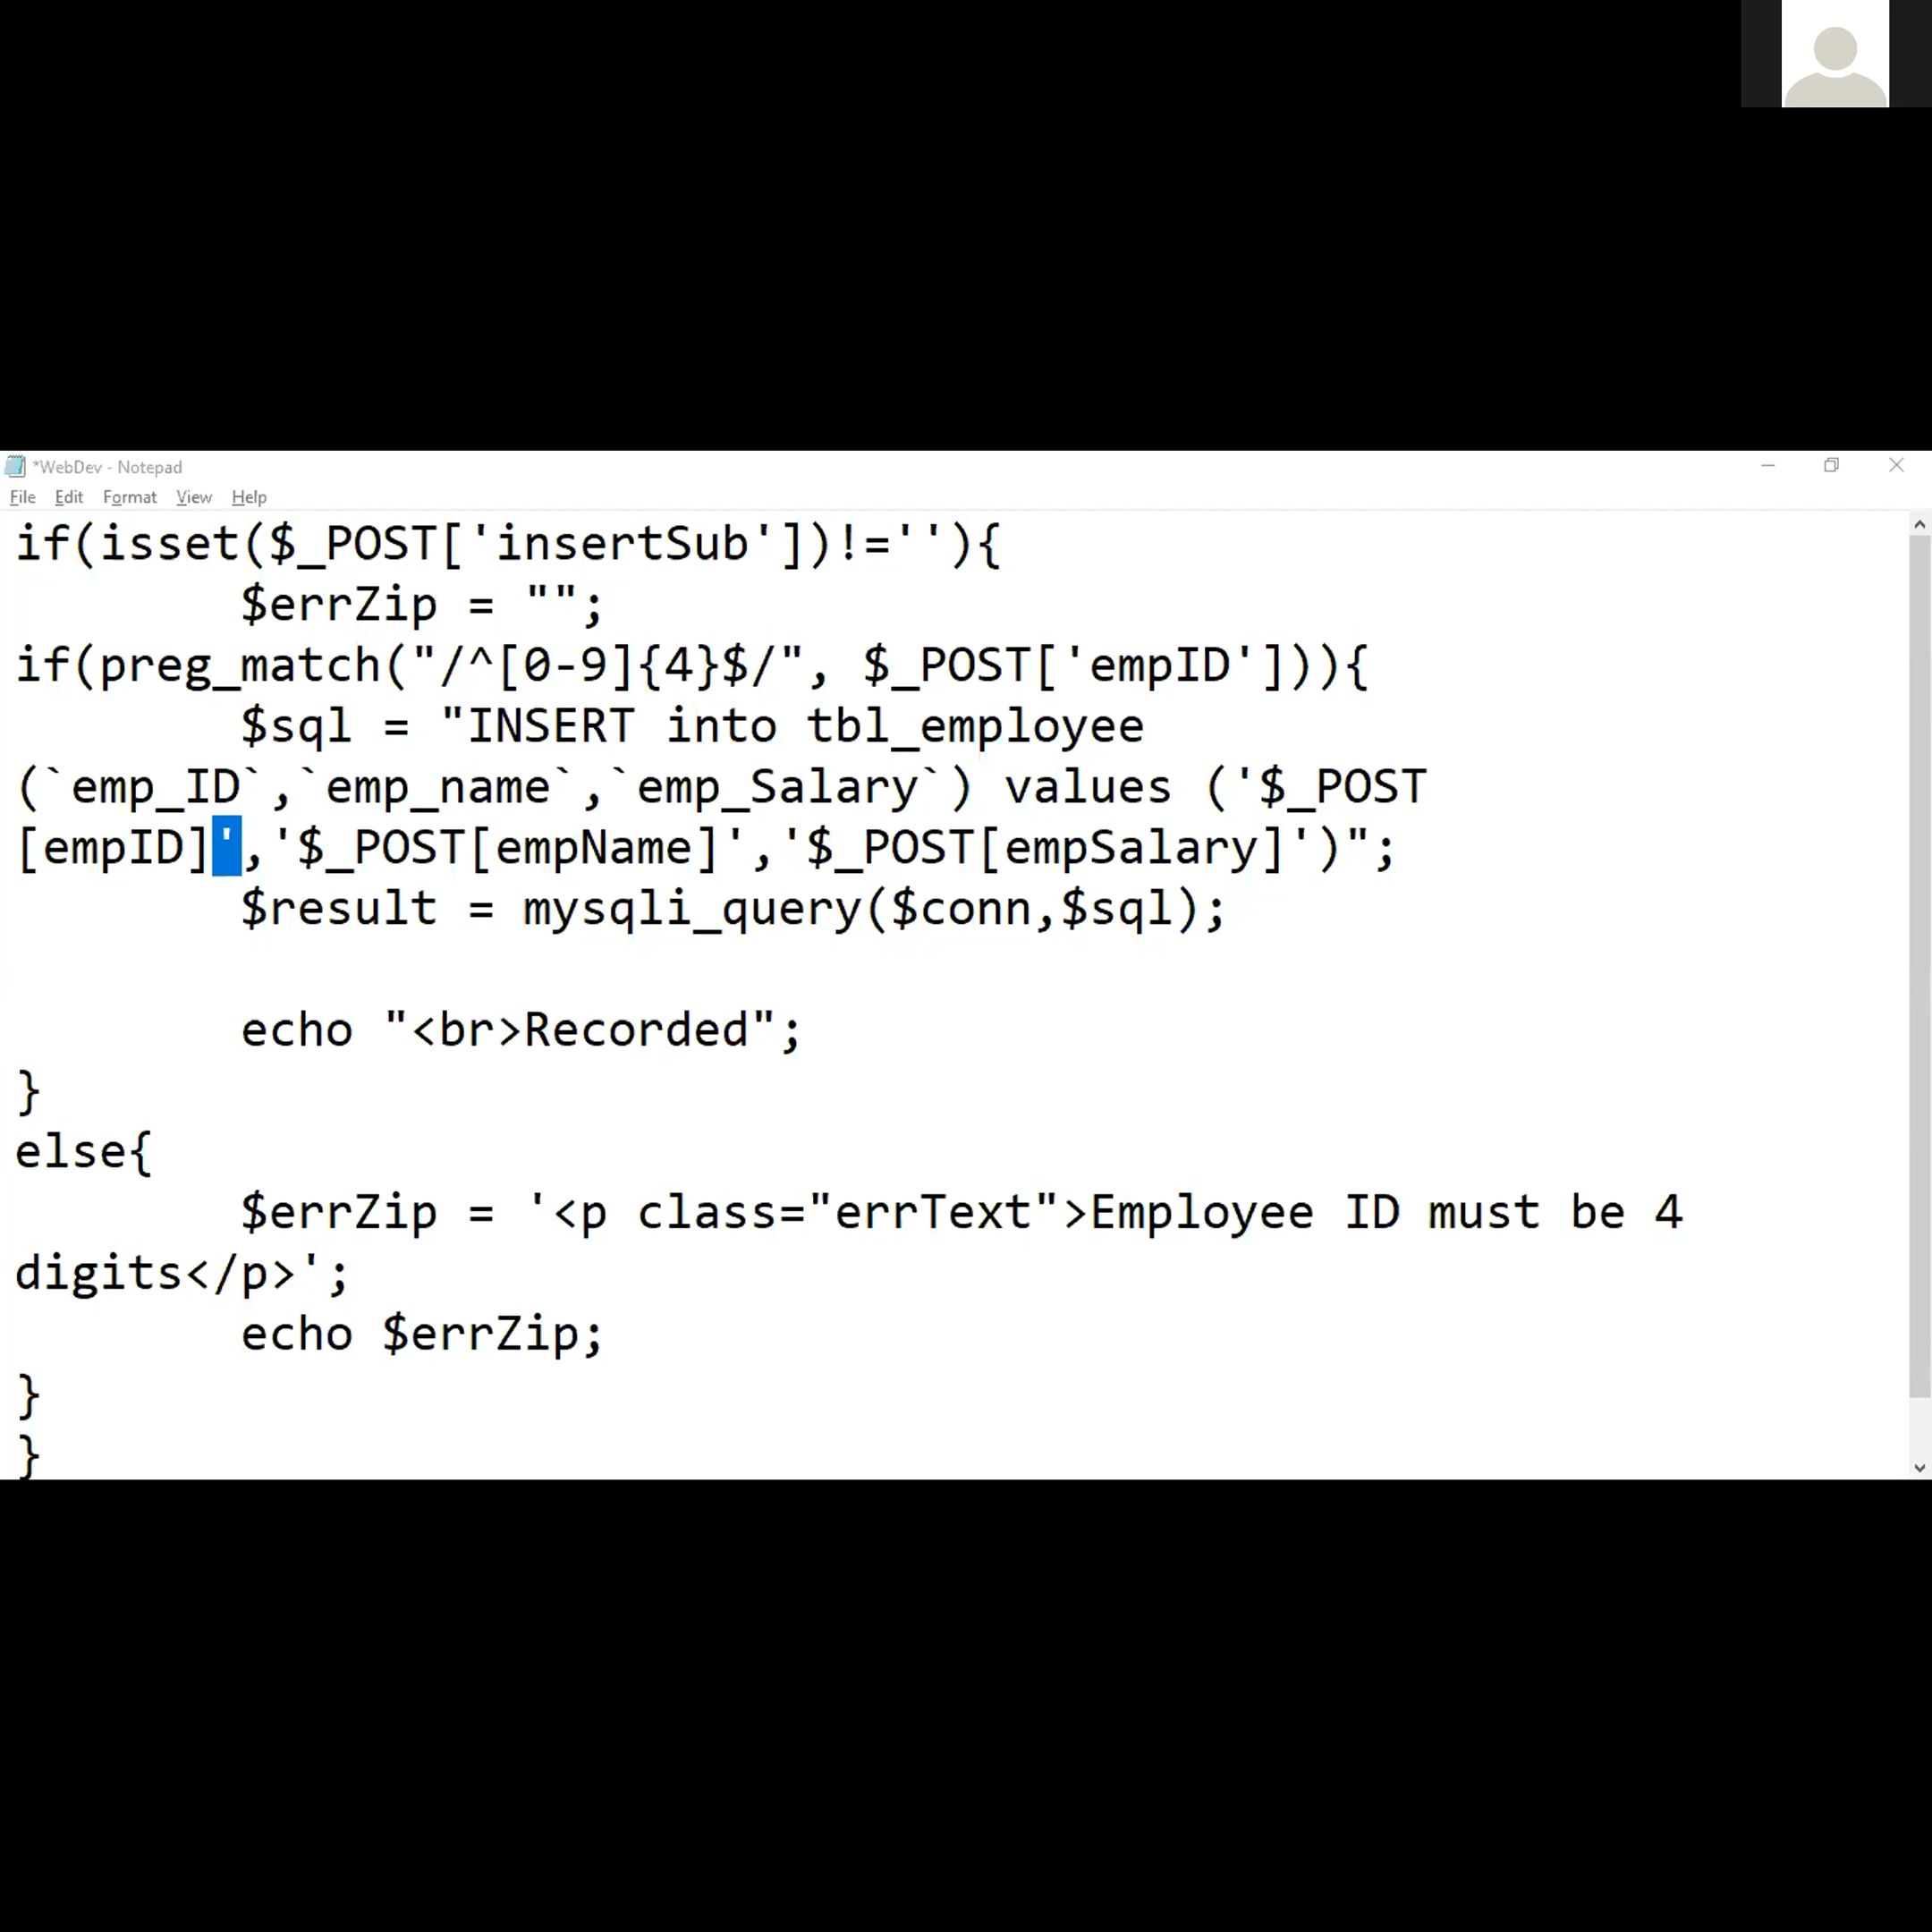 *WebDev - Notepad
File Edit Format View Help
if(isset($_POST['insertSub'])!=''){
$errZip = "";
if(preg_match("/^[0-9]{4}$/", $_POST['empID'])){
$sql = "INSERT into tbl_employee
(`emp_ID`,`emp_name`,`emp_Salary`) values ('$_POST
[empID]','$_POST[empName]','$_POST[empSalary]')";
$result = mysqli_query($conn,$sql);
echo "<br>Recorded";
}
else{
$errZip = '<p class="errText">Employee ID must be 4
digits</p>';
echo $errZip;
}
}